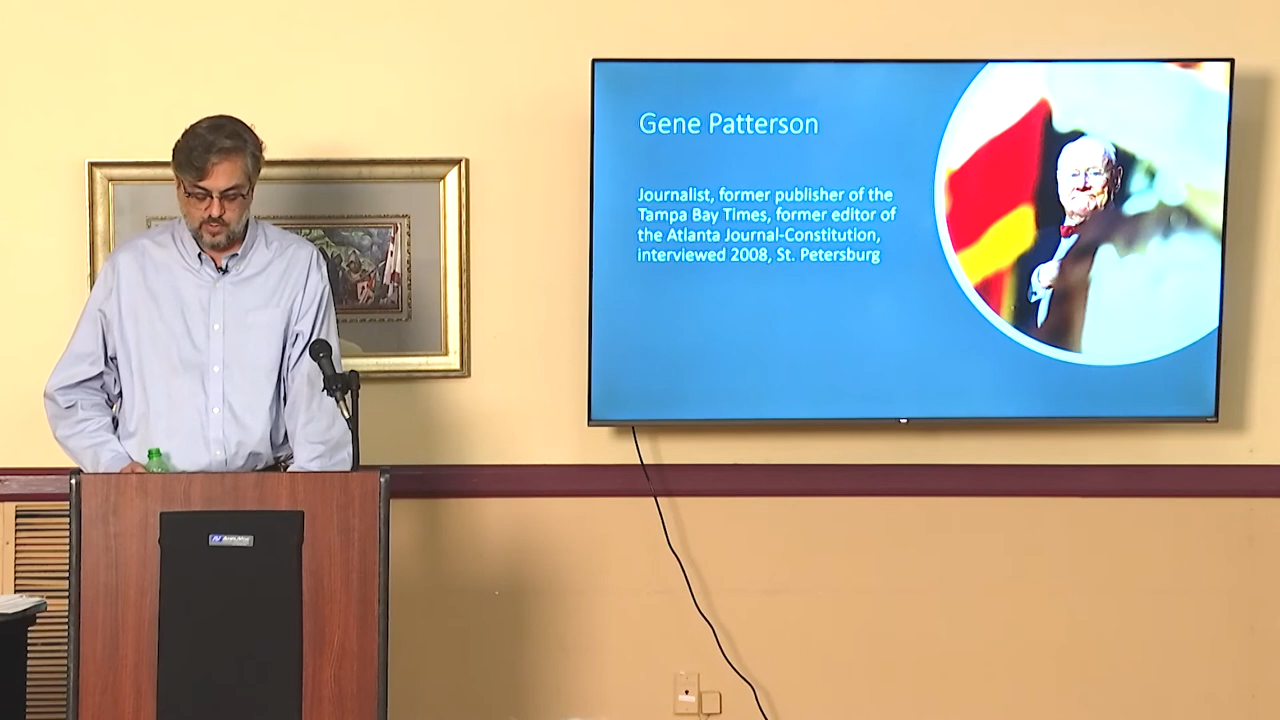 Gene Patterson
Journalist, former publisher of the
Tampa Bay Times, former editor of
the Atlanta Journal-Constitution,
interviewed 2008, St. Petersburg